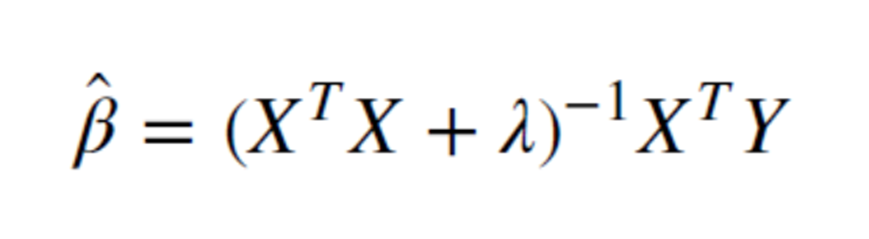 β̂ = (XᵀX + λ)⁻¹XᵀY